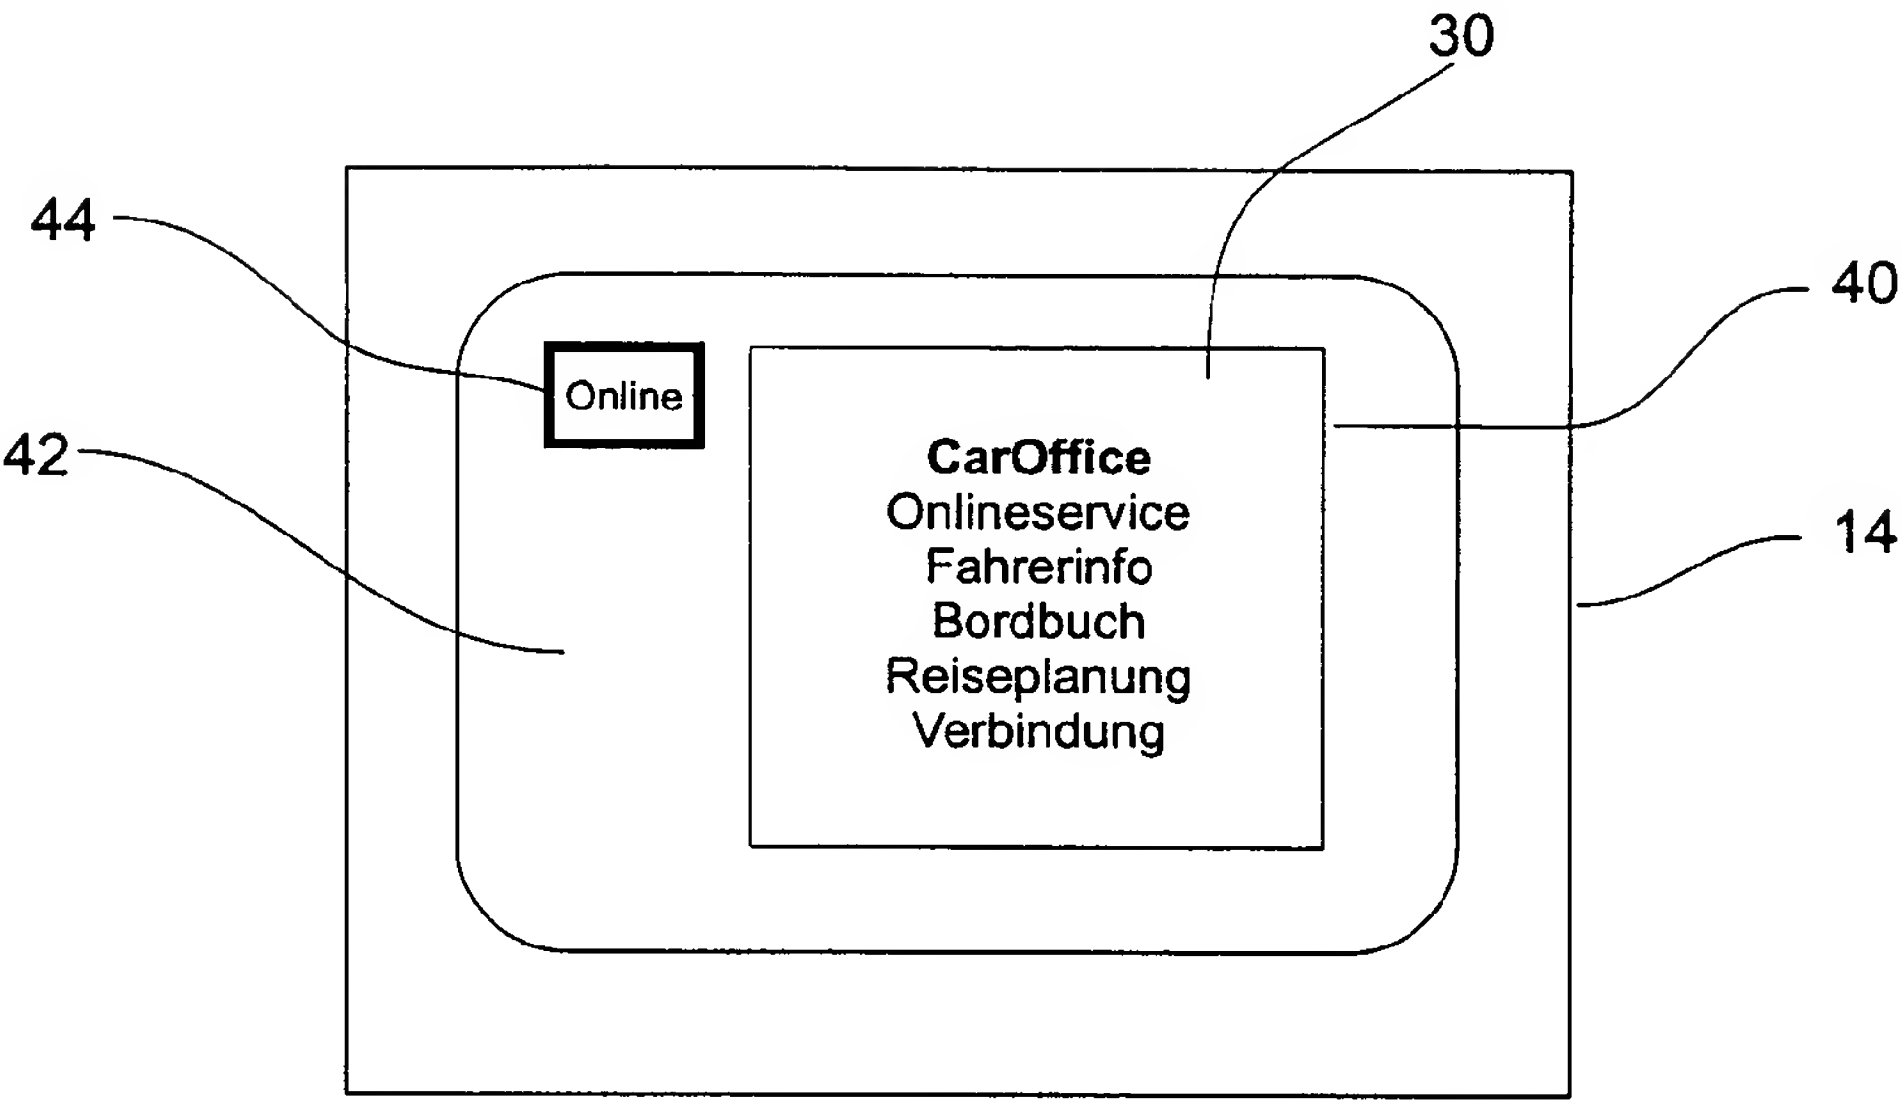 30
44
40
Online
42
CarOffice
Onlineservice
14
Fahrerinfo
Bordbuch
Reiseplanung
Verbindung